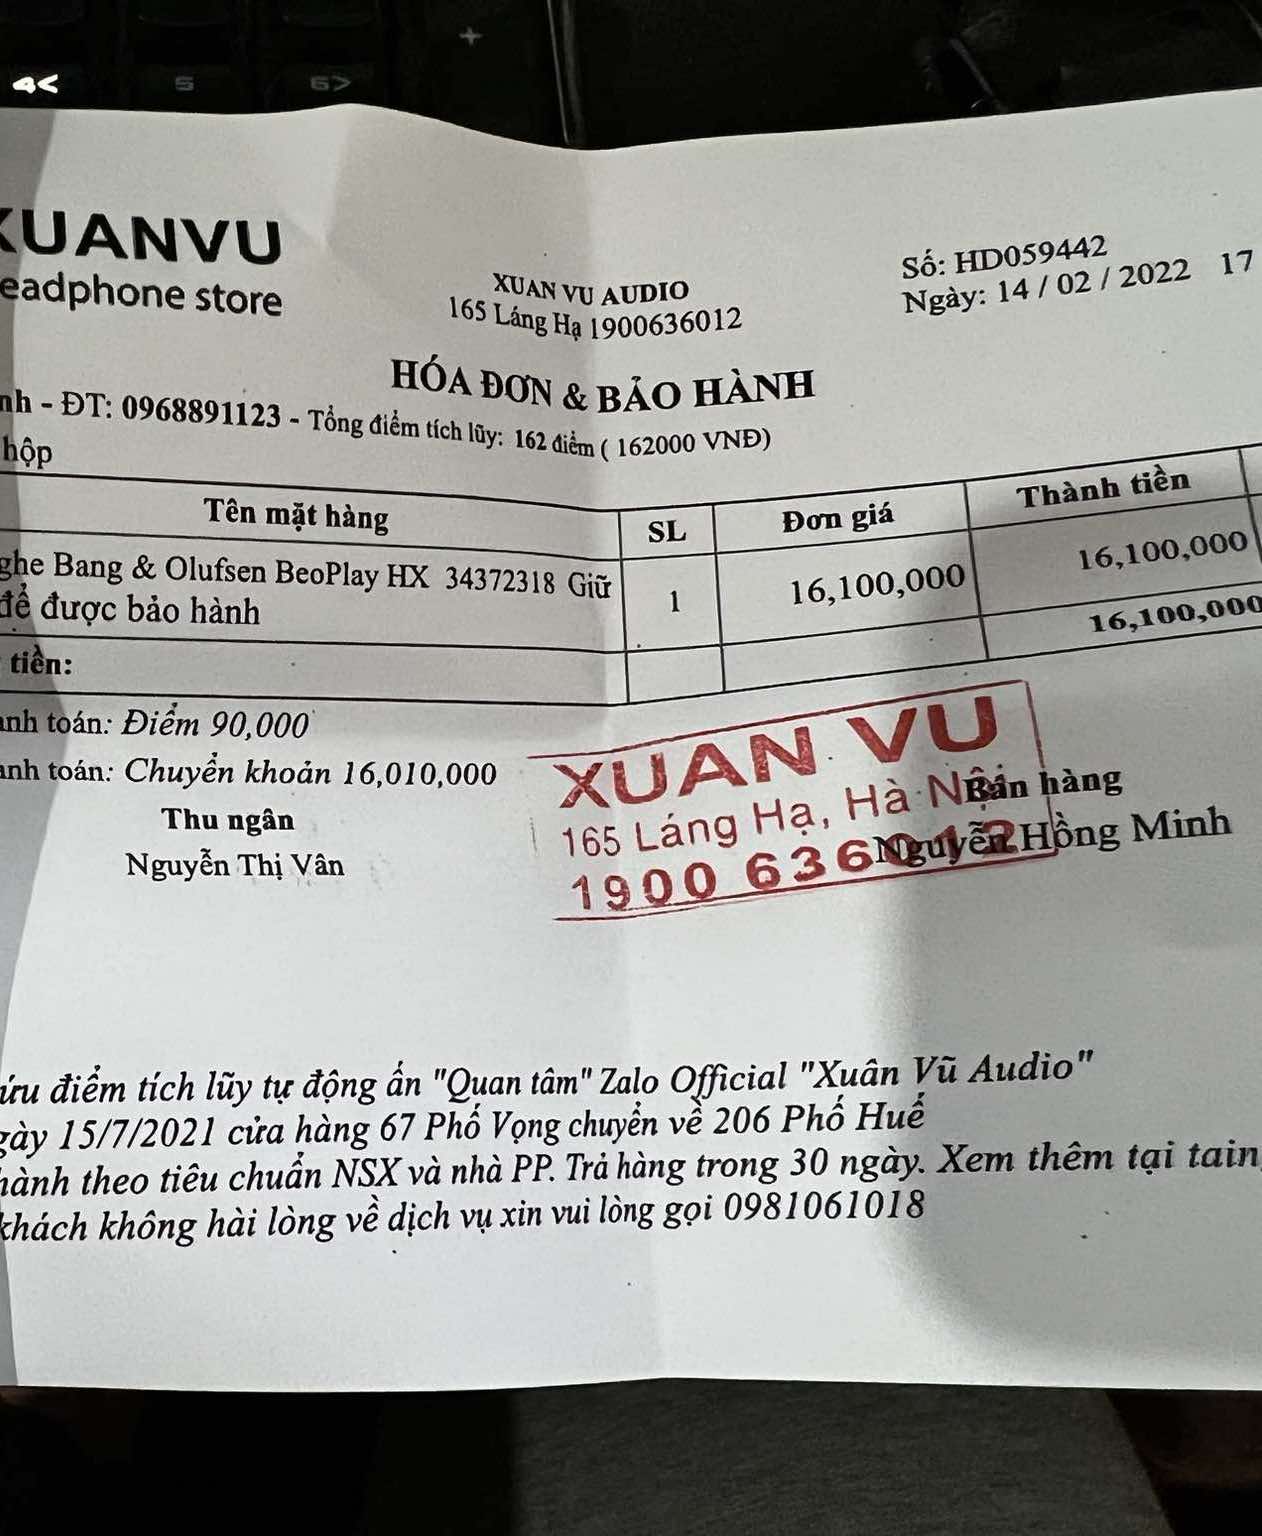 4<
5
6>
+
XUANVU
eadphone store
XUAN VU AUDIO
165 Láng Hạ 1900636012
Số: HD059442
Ngày: 14 / 02 / 2022 17
HÓA ĐƠN & BẢO HÀNH
nh - ĐT: 0968891123 - Tổng điểm tích lũy: 162 điểm ( 162000 VNĐ)
hộp
Tên mặt hàng SL Đơn giá Thành tiền
ghe Bang & Olufsen BeoPlay HX 34372318 Giữ 1 16,100,000 16,100,000
để được bảo hành
tiền: 16,100,000
anh toán: Điểm 90,000
anh toán: Chuyển khoản 16,010,000
Thu ngân
Nguyễn Thị Vân
XUAN VU
165 Láng Hạ, Hà Nội
1900 636012
Bán hàng
Nguyễn Hồng Minh
ứu điểm tích lũy tự động ấn "Quan tâm" Zalo Official "Xuân Vũ Audio"
gày 15/7/2021 cửa hàng 67 Phố Vọng chuyển về 206 Phố Huế
hành theo tiêu chuẩn NSX và nhà PP. Trả hàng trong 30 ngày. Xem thêm tại tain
khách không hài lòng về dịch vụ xin vui lòng gọi 0981061018